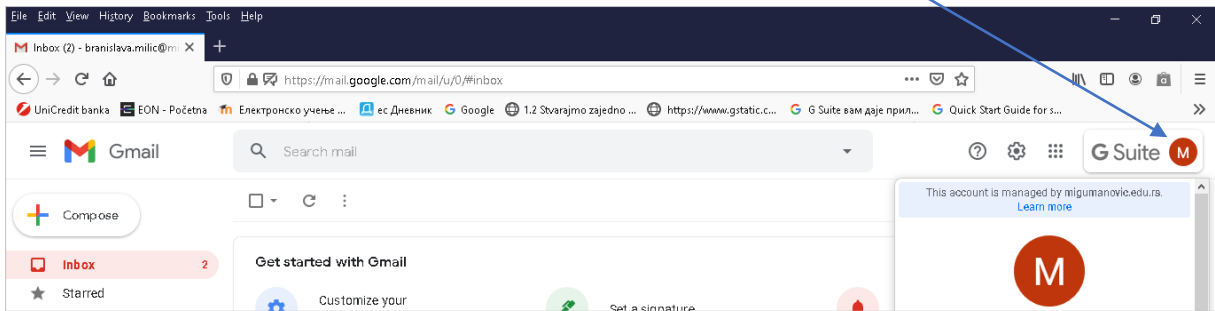 File Edit View History Bookmarks Tools Help
Inbox (2) - branislava.milic@m
https://mail.google.com/mail/u/0/#inbox
UniCredit banka EON - Početna Електронско учење ... ес Дневник Google 1.2 Stvarajmo zajedno ... https://www.gstatic.c... G Suite вам даје прил... Quick Start Guide for s...
Gmail Search mail G Suite M
Compose
This account is managed by migumanovic.edu.rs.
Learn more
Inbox 2
Get started with Gmail
M
Starred
Customize your
Set a signature